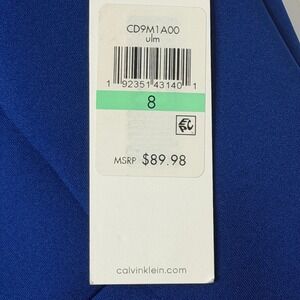 CD9M1A00
ulm
1 92351 43140 1
8
MSRP $89.98
calvinklein.com